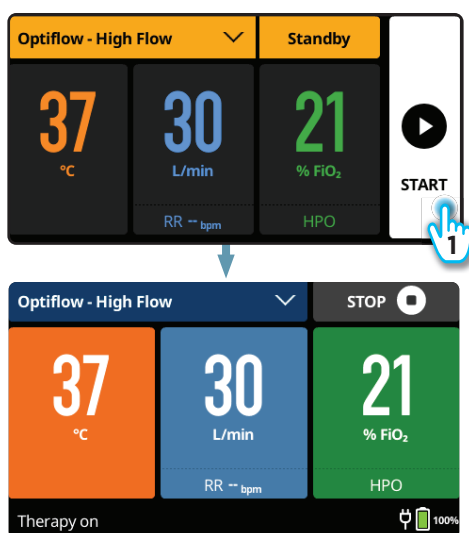 Optiflow - High Flow Standby
37 30 21
°C L/min % FiO₂
START
RR -- bpm HPO
1
Optiflow - High Flow STOP
37 30 21
°C L/min % FiO₂
RR -- bpm HPO
Therapy on 100%